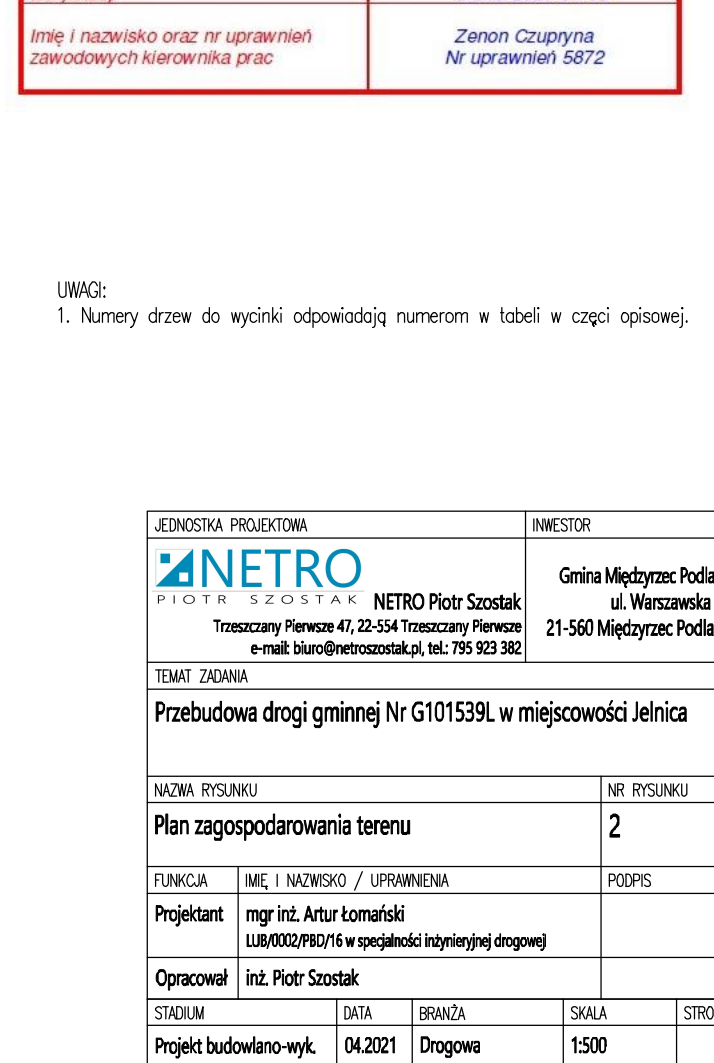 Imię i nazwisko oraz nr uprawnień
zawodowych kierownika prac
Zenon Czupryna
Nr uprawnień 5872
UWAGI:
1. Numery drzew do wycinki odpowiadają numerom w tabeli w częci opisowej.
JEDNOSTKA PROJEKTOWA
INWESTOR
NETRO
PIOTR SZOSTAK
NETRO Piotr Szostak
Trzeszczany Pierwsze 47, 22-554 Trzeszczany Pierwsze
e-mail: biuro@netroszostak.pl, tel.: 795 923 382
Gmina Międzyrzec Podla
ul. Warszawska
21-560 Międzyrzec Podla
TEMAT ZADANIA
Przebudowa drogi gminnej Nr G101539L w miejscowości Jelnica
NAZWA RYSUNKU
NR RYSUNKU
Plan zagospodarowania terenu
2
FUNKCJA
IMIĘ I NAZWISKO / UPRAWNIENIA
PODPIS
Projektant
mgr inż. Artur Łomański
LUB/0002/PBD/16 w specjalności inżynieryjnej drogowej
Opracował
inż. Piotr Szostak
STADIUM
DATA
BRANŻA
SKALA
STRO
Projekt budowlano-wyk.
04.2021
Drogowa
1:500